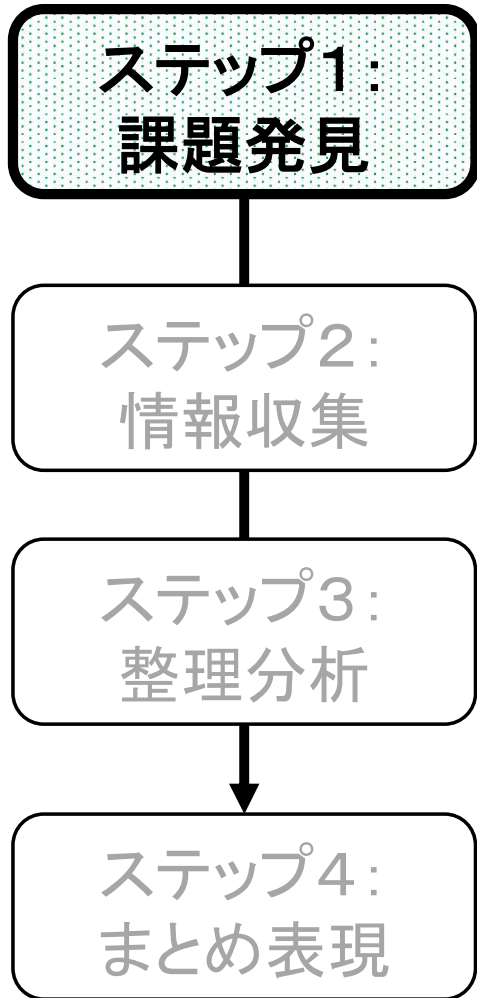 ステップ1：
課題発見
ステップ２：
情報収集
ステップ３：
整理分析
ステップ４：
まとめ表現